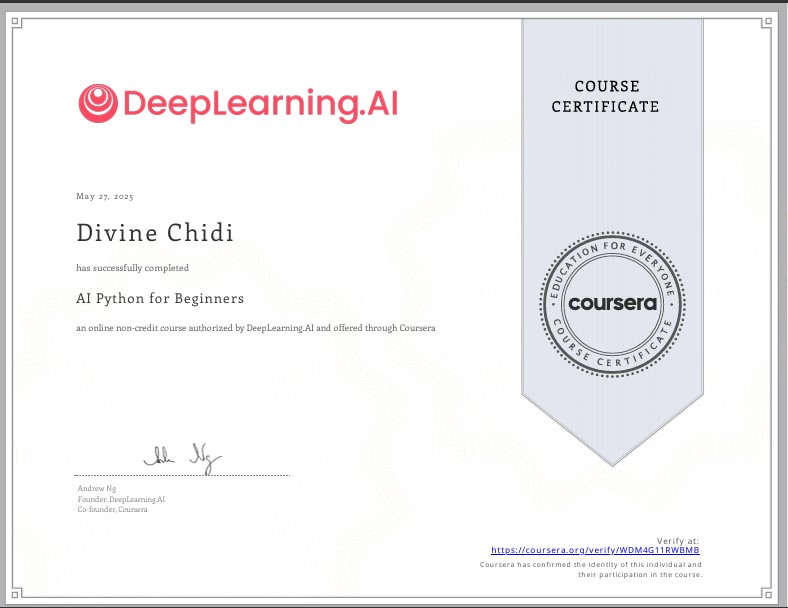 DeepLearning.AI
COURSE
CERTIFICATE
May 27, 2025
Divine Chidi
has successfully completed
AI Python for Beginners
an online non-credit course authorized by DeepLearning.AI and offered through Coursera
EDUCATION FOR EVERYONE
coursera
COURSE CERTIFICATE
Andrew Ng
Founder, DeepLearning.AI
Co-founder, Coursera
Verify at:
https://coursera.org/verify/WDM4G11RWBMB
Coursera has confirmed the identity of this individual and
their participation in the course.